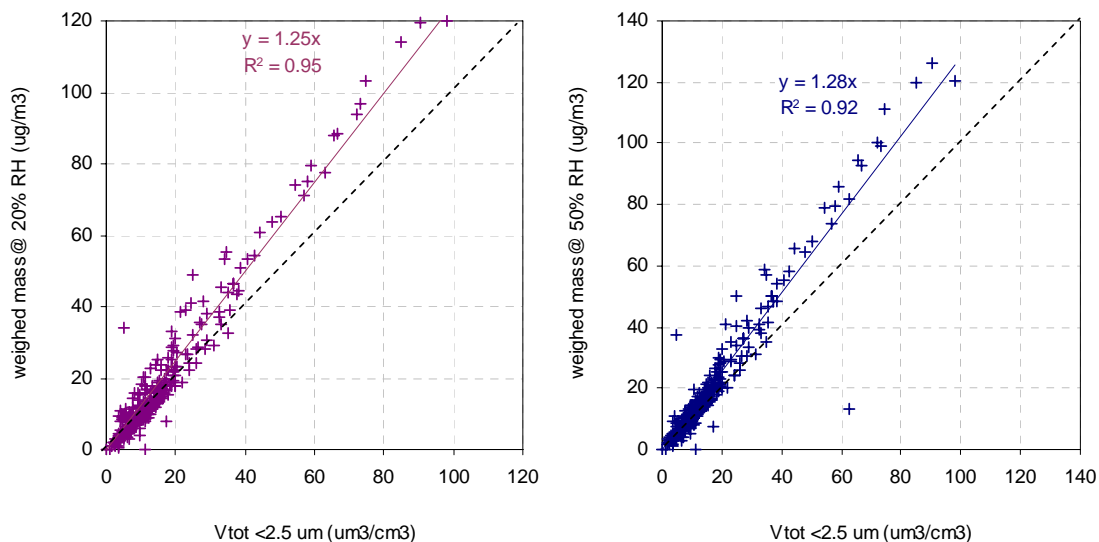 120
100
80
60
40
20
0
weighed mass @ 20% RH (ug/m3)
y = 1.25x
R² = 0.95
0 20 40 60 80 100 120
Vtot <2.5 um (um3/cm3)
140
120
100
80
60
40
20
0
weighed mass @ 50% RH (ug/m3)
y = 1.28x
R² = 0.92
0 20 40 60 80 100 120 140
Vtot <2.5 um (um3/cm3)